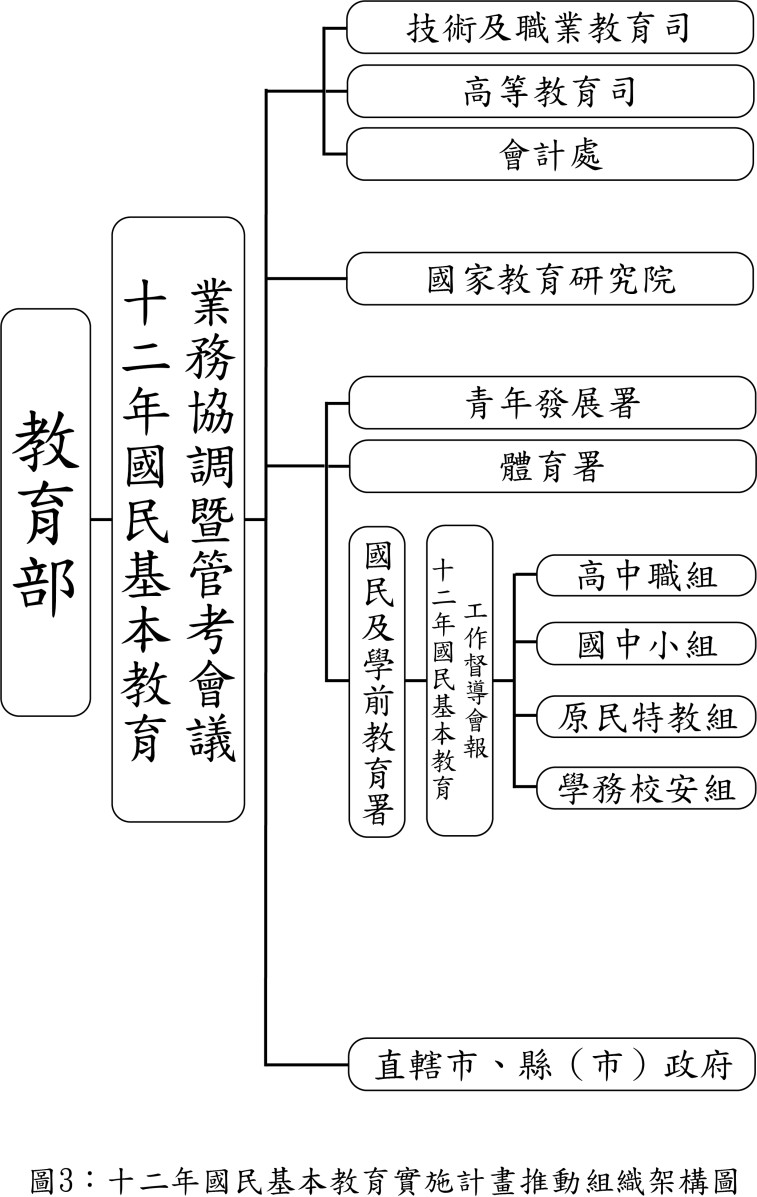 教育部
十二年國民基本教育
業務協調暨管考會議
技術及職業教育司
高等教育司
會計處
國家教育研究院
青年發展署
體育署
國民及學前教育署
十二年國民基本教育
工作督導會報
高中職組
國中小組
原民特教組
學務校安組
直轄市、縣（市）政府
圖3：十二年國民基本教育實施計畫推動組織架構圖